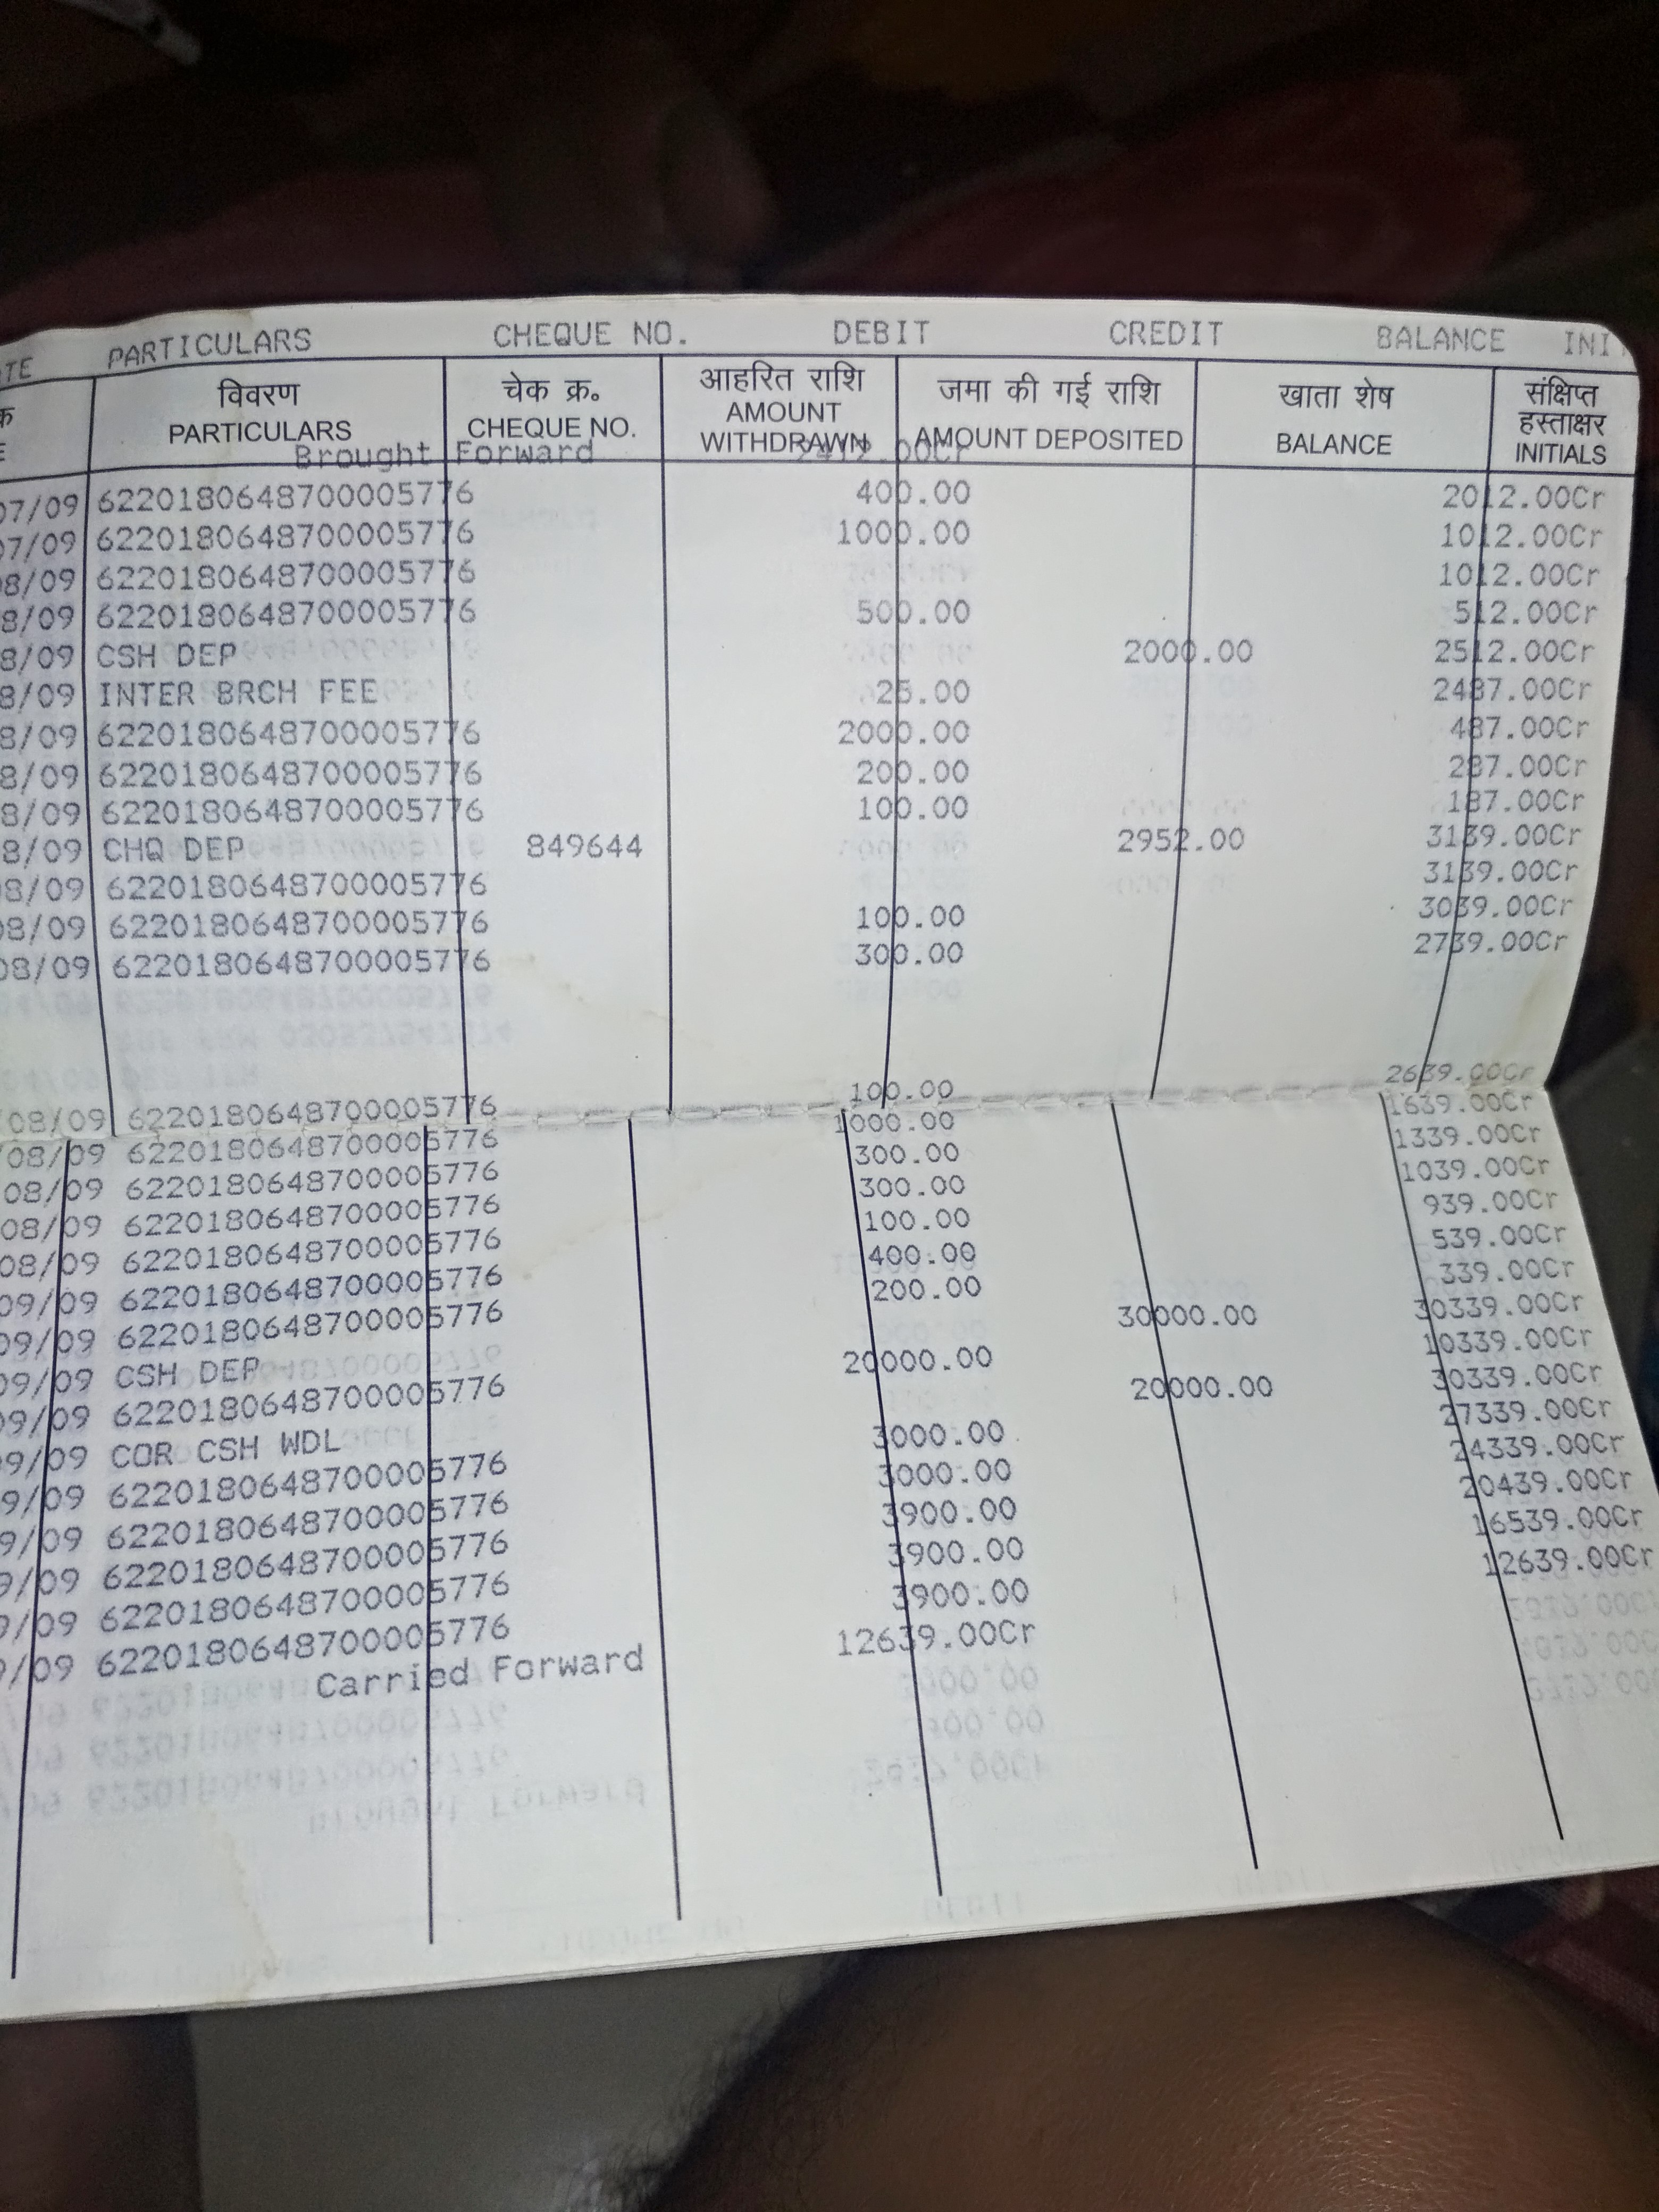 PARTICULARS CHEQUE NO. DEBIT CREDIT BALANCE
विवरण चेक क्र. आहरित राशि जमा की गई राशि खाता शेष संक्षिप्त हस्ताक्षर
PARTICULARS CHEQUE NO. AMOUNT WITHDRAWN AMOUNT DEPOSITED BALANCE INITIALS
Brought Forward 2412.00Cr
07/09 6220180648700005776 400.00 2012.00Cr
07/09 6220180648700005776 1000.00 1012.00Cr
08/09 6220180648700005776 1012.00Cr
8/09 6220180648700005776 500.00 512.00Cr
8/09 CSH DEP 2000.00 2512.00Cr
8/09 INTER BRCH FEE 25.00 2487.00Cr
8/09 6220180648700005776 2000.00 487.00Cr
8/09 6220180648700005776 200.00 287.00Cr
8/09 6220180648700005776 100.00 187.00Cr
8/09 CHQ DEP 849644 2952.00 3139.00Cr
08/09 6220180648700005776 3139.00Cr
08/09 6220180648700005776 100.00 3039.00Cr
08/09 6220180648700005776 300.00 2739.00Cr
08/09 6220180648700005776 100.00 2639.00Cr
08/09 6220180648700005776 1000.00 1639.00Cr
08/09 6220180648700005776 300.00 1339.00Cr
08/09 6220180648700005776 300.00 1039.00Cr
08/09 6220180648700005776 100.00 939.00Cr
09/09 6220180648700005776 400.00 539.00Cr
09/09 6220180648700005776 200.00 339.00Cr
09/09 CSH DEP 30000.00 30339.00Cr
09/09 6220180648700005776 20000.00 10339.00Cr
9/09 COR CSH WDL 20000.00 30339.00Cr
9/09 6220180648700005776 3000.00 27339.00Cr
9/09 6220180648700005776 3000.00 24339.00Cr
9/09 6220180648700005776 3900.00 20439.00Cr
9/09 6220180648700005776 3900.00 16539.00Cr
9/09 6220180648700005776 3900.00 12639.00Cr
Carried Forward 12639.00Cr